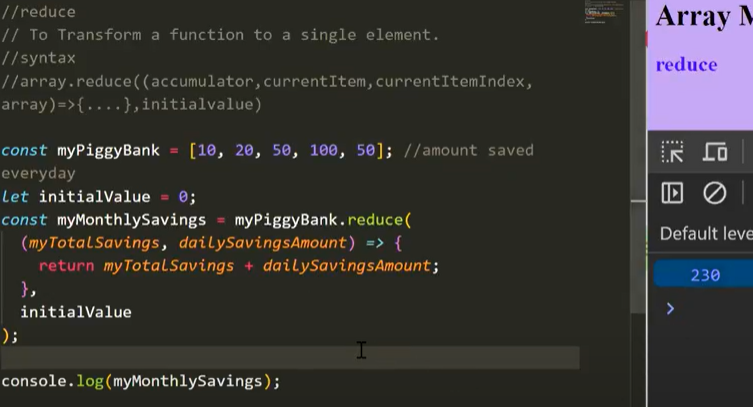 //reduce
// To Transform a function to a single element.
//syntax
//array.reduce((accumulator,currentItem,currentItemIndex,
array)=>{....},initialvalue)
const myPiggyBank = [10, 20, 50, 100, 50]; //amount saved
everyday
let initialValue = 0;
const myMonthlySavings = myPiggyBank.reduce(
(myTotalSavings, dailySavingsAmount) => {
return myTotalSavings + dailySavingsAmount;
},
initialValue
);
console.log(myMonthlySavings);
Array M
reduce
Default leve
230